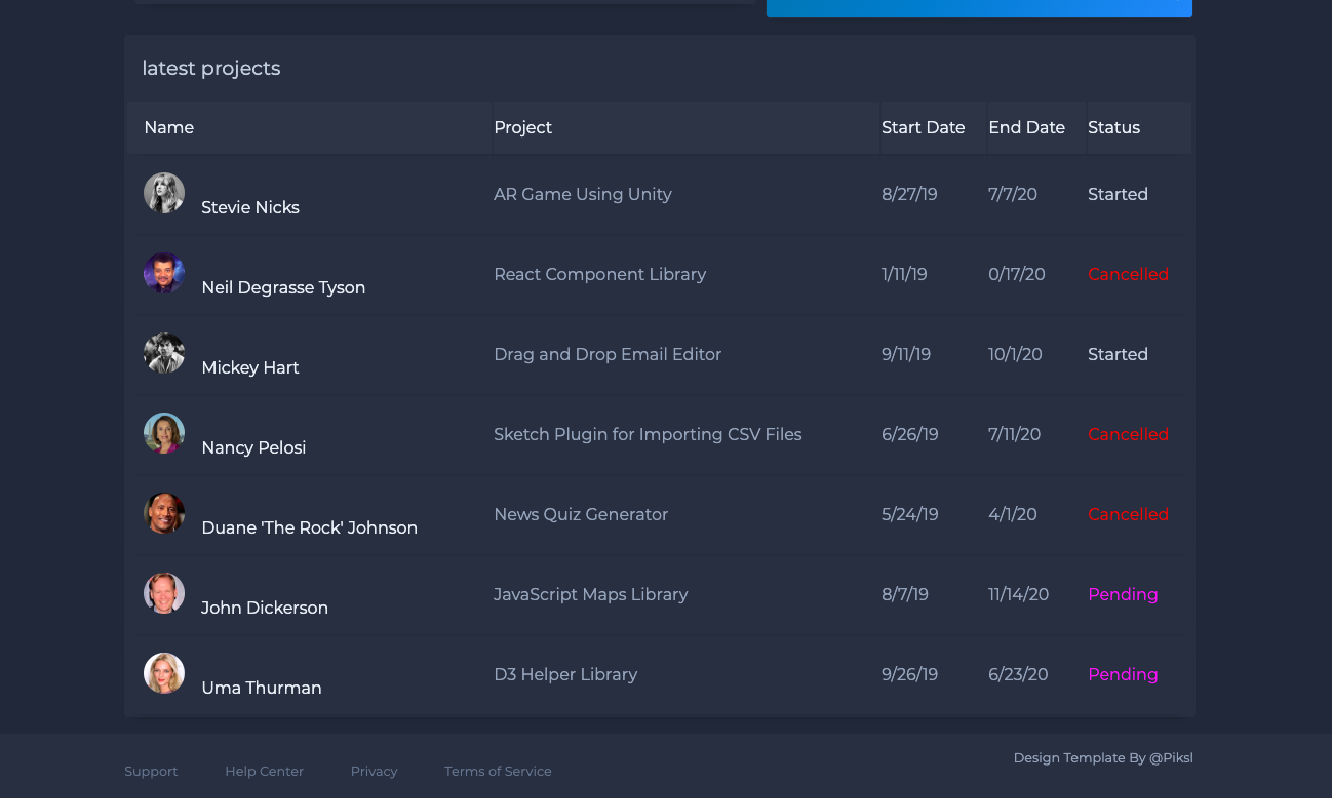 latest projects
Name Project Start Date End Date Status
Stevie Nicks AR Game Using Unity 8/27/19 7/7/20 Started
Neil Degrasse Tyson React Component Library 1/11/19 0/17/20 Cancelled
Mickey Hart Drag and Drop Email Editor 9/11/19 10/1/20 Started
Nancy Pelosi Sketch Plugin for Importing CSV Files 6/26/19 7/11/20 Cancelled
Duane 'The Rock' Johnson News Quiz Generator 5/24/19 4/1/20 Cancelled
John Dickerson JavaScript Maps Library 8/7/19 11/14/20 Pending
Uma Thurman D3 Helper Library 9/26/19 6/23/20 Pending
Support Help Center Privacy Terms of Service
Design Template By @Piksl